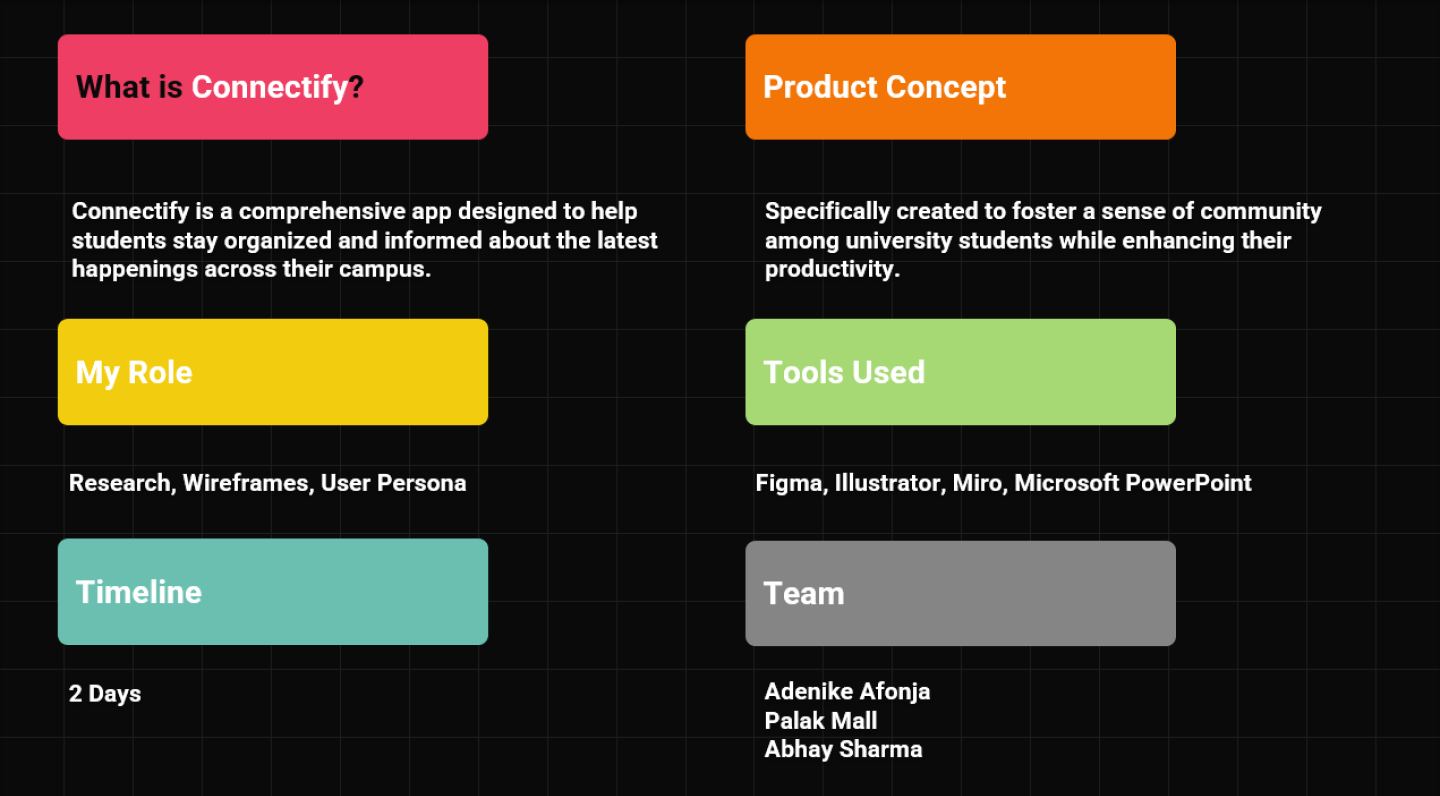 What is Connectify?
Connectify is a comprehensive app designed to help
students stay organized and informed about the latest
happenings across their campus.
Product Concept
Specifically created to foster a sense of community
among university students while enhancing their
productivity.
My Role
Research, Wireframes, User Persona
Tools Used
Figma, Illustrator, Miro, Microsoft PowerPoint
Timeline
2 Days
Team
Adenike Afonja
Palak Mall
Abhay Sharma